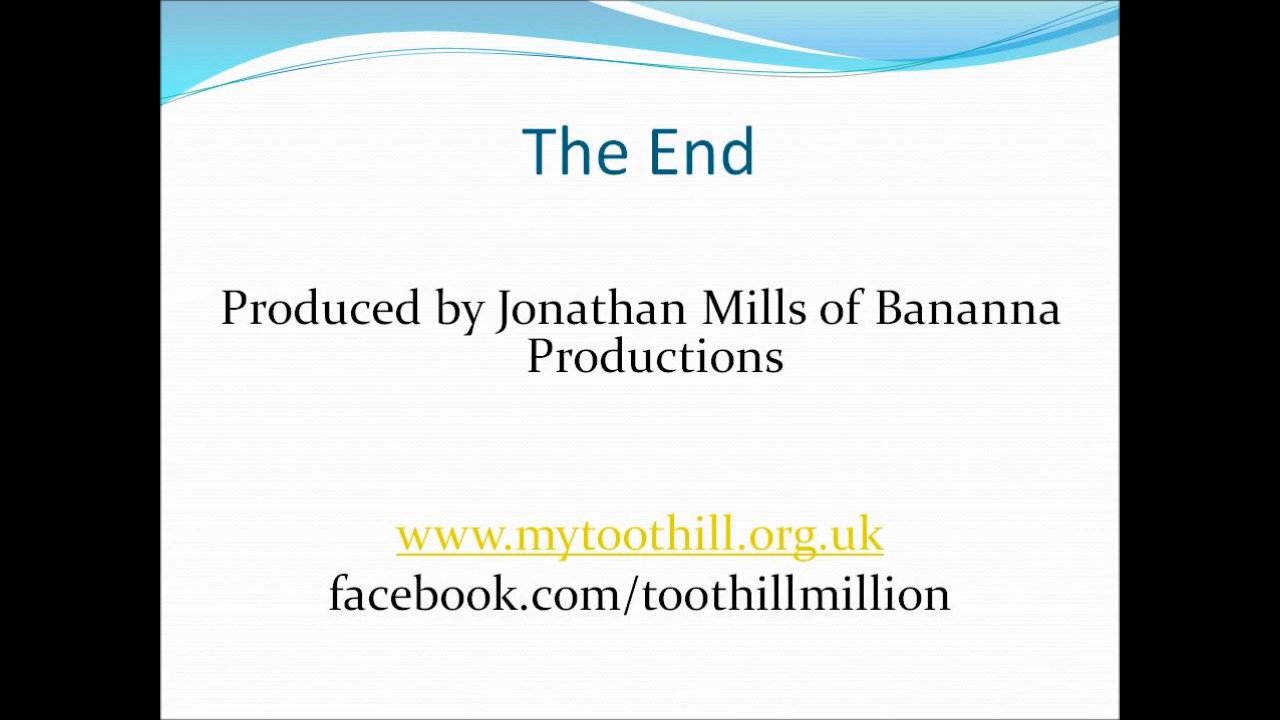 The End
Produced by Jonathan Mills of Bananna
Productions
www.mytoothill.org.uk
facebook.com/toothillmillion